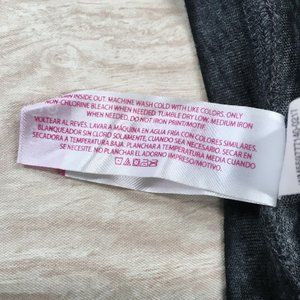 TURN INSIDE OUT. MACHINE WASH COLD WITH LIKE COLORS. ONLY
NON-CHLORINE BLEACH WHEN NEEDED. TUMBLE DRY LOW. MEDIUM IRON
WHEN NEEDED. DO NOT IRON PRINT/MOTIF.
VOLTEAR AL REVÉS. LAVAR A MÁQUINA EN AGUA FRÍA CON COLORES SIMILARES.
BLANQUEADOR SIN CLORO SOLAMENTE, CUANDO SEA NECESARIO. SECAR EN
SECADORA A TEMPERATURA BAJA. PLANCHAR A TEMPERATURA MEDIA CUANDO
SE NECESITE. NO PLANCHAR EL ADORNO IMPRESO/MOTIVO.